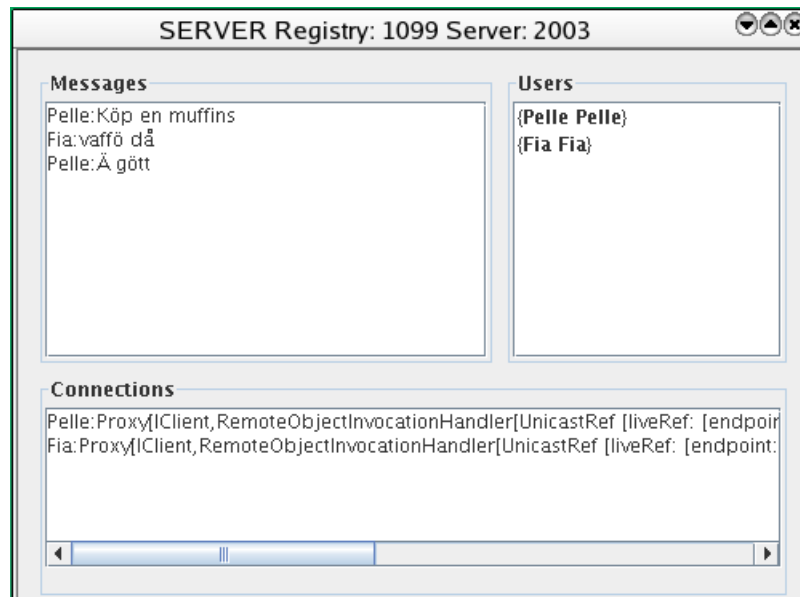 SERVER Registry: 1099 Server: 2003
Messages
Pelle:Köp en muffins
Fia:vaffö då
Pelle:Ä gött
Users
{Pelle Pelle}
{Fia Fia}
Connections
Pelle:Proxy[IClient,RemoteObjectInvocationHandler[UnicastRef [liveRef: [endpoin
Fia:Proxy[IClient,RemoteObjectInvocationHandler[UnicastRef [liveRef: [endpoint: